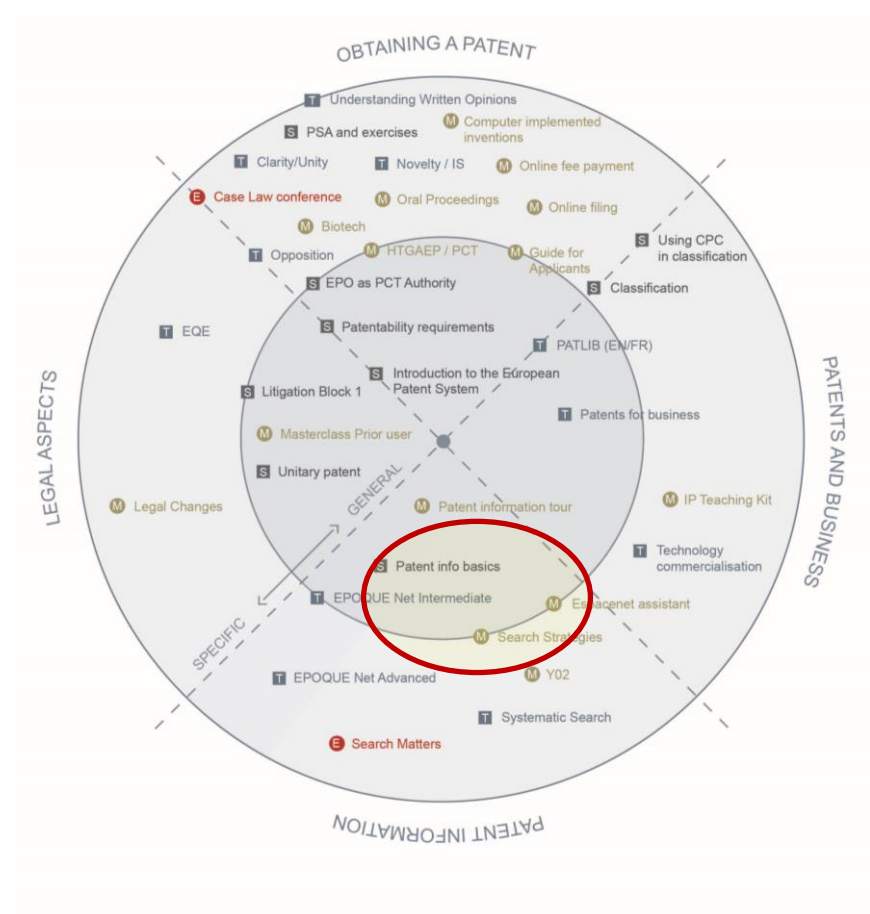 OBTAINING A PATENT
T Understanding Written Opinions
M Computer implemented
inventions
S PSA and exercises
T Clarity/Unity
T Novelty / IS
M Online fee payment
E Case Law conference
M Oral Proceedings
M Online filing
M Biotech
S Using CPC
in classification
T Opposition
M HTGAEP / PCT
M Guide for
Applicants
S EPO as PCT Authority
S Classification
T EQE
S Patentability requirements
T PATLIB (EN/FR)
S Introduction to the European
Patent System
S Litigation Block 1
T Patents for business
M Masterclass Prior user
S Unitary patent
LEGAL ASPECTS
PATENTS AND BUSINESS
GENERAL
M Legal Changes
M Patent information tour
M IP Teaching Kit
T Technology
commercialisation
S Patent info basics
T EPOQUE Net Intermediate
M Espacenet assistant
SPECIFIC
M Search Strategies
T EPOQUE Net Advanced
M Y02
T Systematic Search
E Search Matters
PATENT INFORMATION